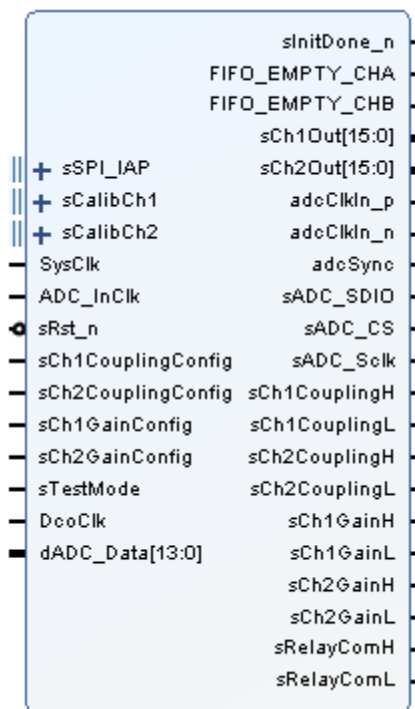 sInitDone_n
FIFO_EMPTY_CHA
FIFO_EMPTY_CHB
sCh1Out[15:0]
sSPI_IAP sCh2Out[15:0]
sCalibCh1 adcClkIn_p
sCalibCh2 adcClkIn_n
SysClk adcSync
ADC_InClk sADC_SDIO
sRst_n sADC_CS
sCh1CouplingConfig sADC_Sclk
sCh2CouplingConfig sCh1CouplingH
sCh1GainConfig sCh1CouplingL
sCh2GainConfig sCh2CouplingH
sTestMode sCh2CouplingL
DcoClk sCh1GainH
dADC_Data[13:0] sCh1GainL
sCh2GainH
sCh2GainL
sRelayComH
sRelayComL